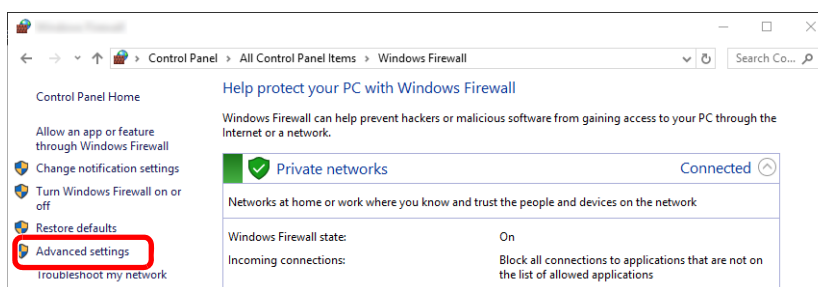 Control Panel > All Control Panel Items > Windows Firewall
Search Co...
Control Panel Home
Allow an app or feature
through Windows Firewall
Change notification settings
Turn Windows Firewall on or
off
Restore defaults
Advanced settings
Troubleshoot my network
Help protect your PC with Windows Firewall
Windows Firewall can help prevent hackers or malicious software from gaining access to your PC through the
Internet or a network.
Private networks
Connected
Networks at home or work where you know and trust the people and devices on the network
Windows Firewall state:
On
Incoming connections:
Block all connections to applications that are not on
the list of allowed applications